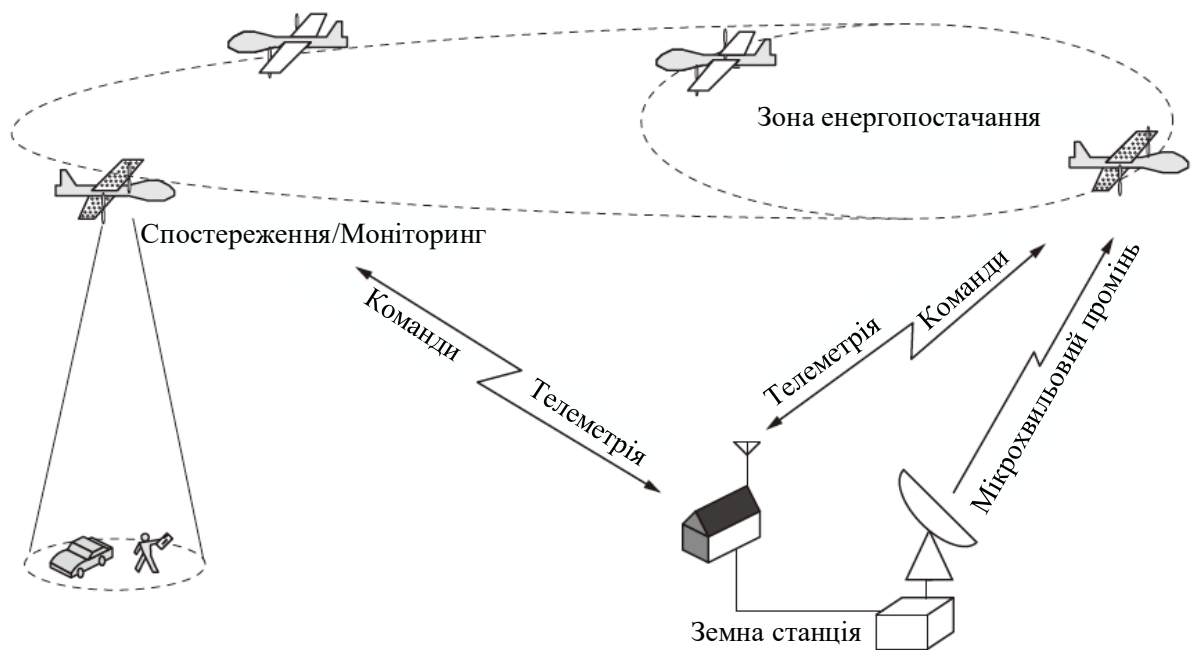 Зона енергопостачання
Спостереження/Моніторинг
Команди
Телеметрія
Телеметрія
Команди
Мікрохвильовий промінь
Земна станція